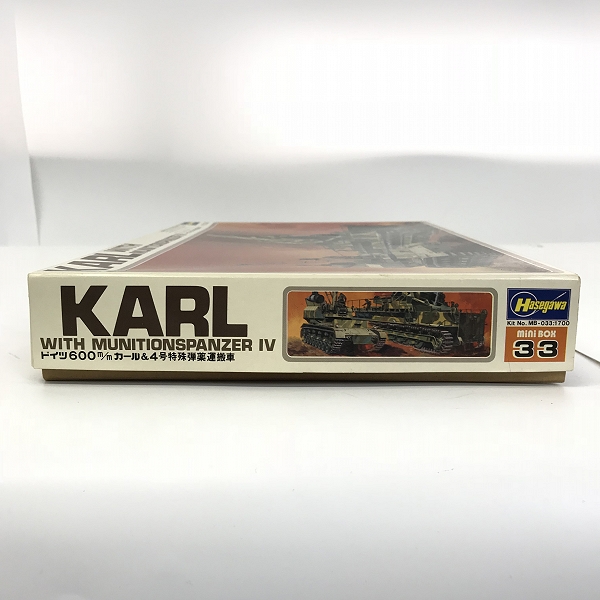 KARL
KARL
WITH MUNITIONSPANZER IV
ドイツ600m/mカール&4号特殊弾薬運搬車
Hasegawa
Kit No. MB-033:1700
mini BOX
33